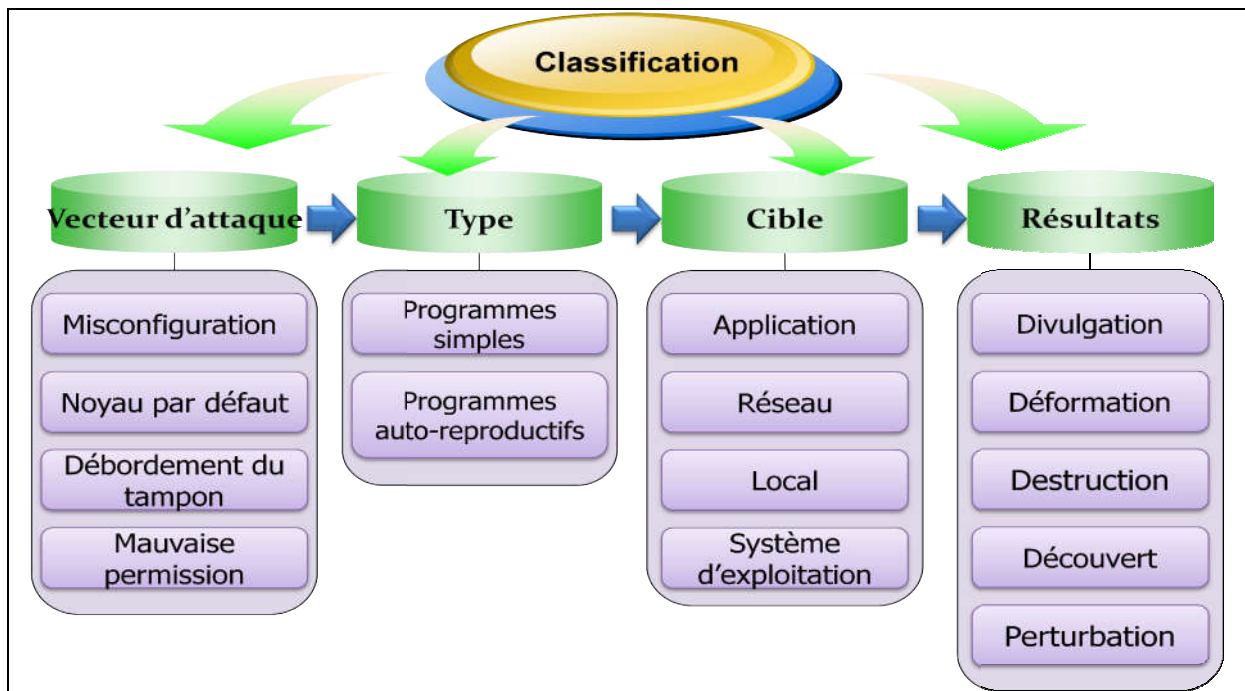 Classification
Vecteur d'attaque
Type
Cible
Résultats
Misconfiguration
Noyau par défaut
Débordement du
tampon
Mauvaise
permission
Programmes
simples
Programmes
auto-reproductifs
Application
Réseau
Local
Système
d'exploitation
Divulgation
Déformation
Destruction
Découvert
Perturbation